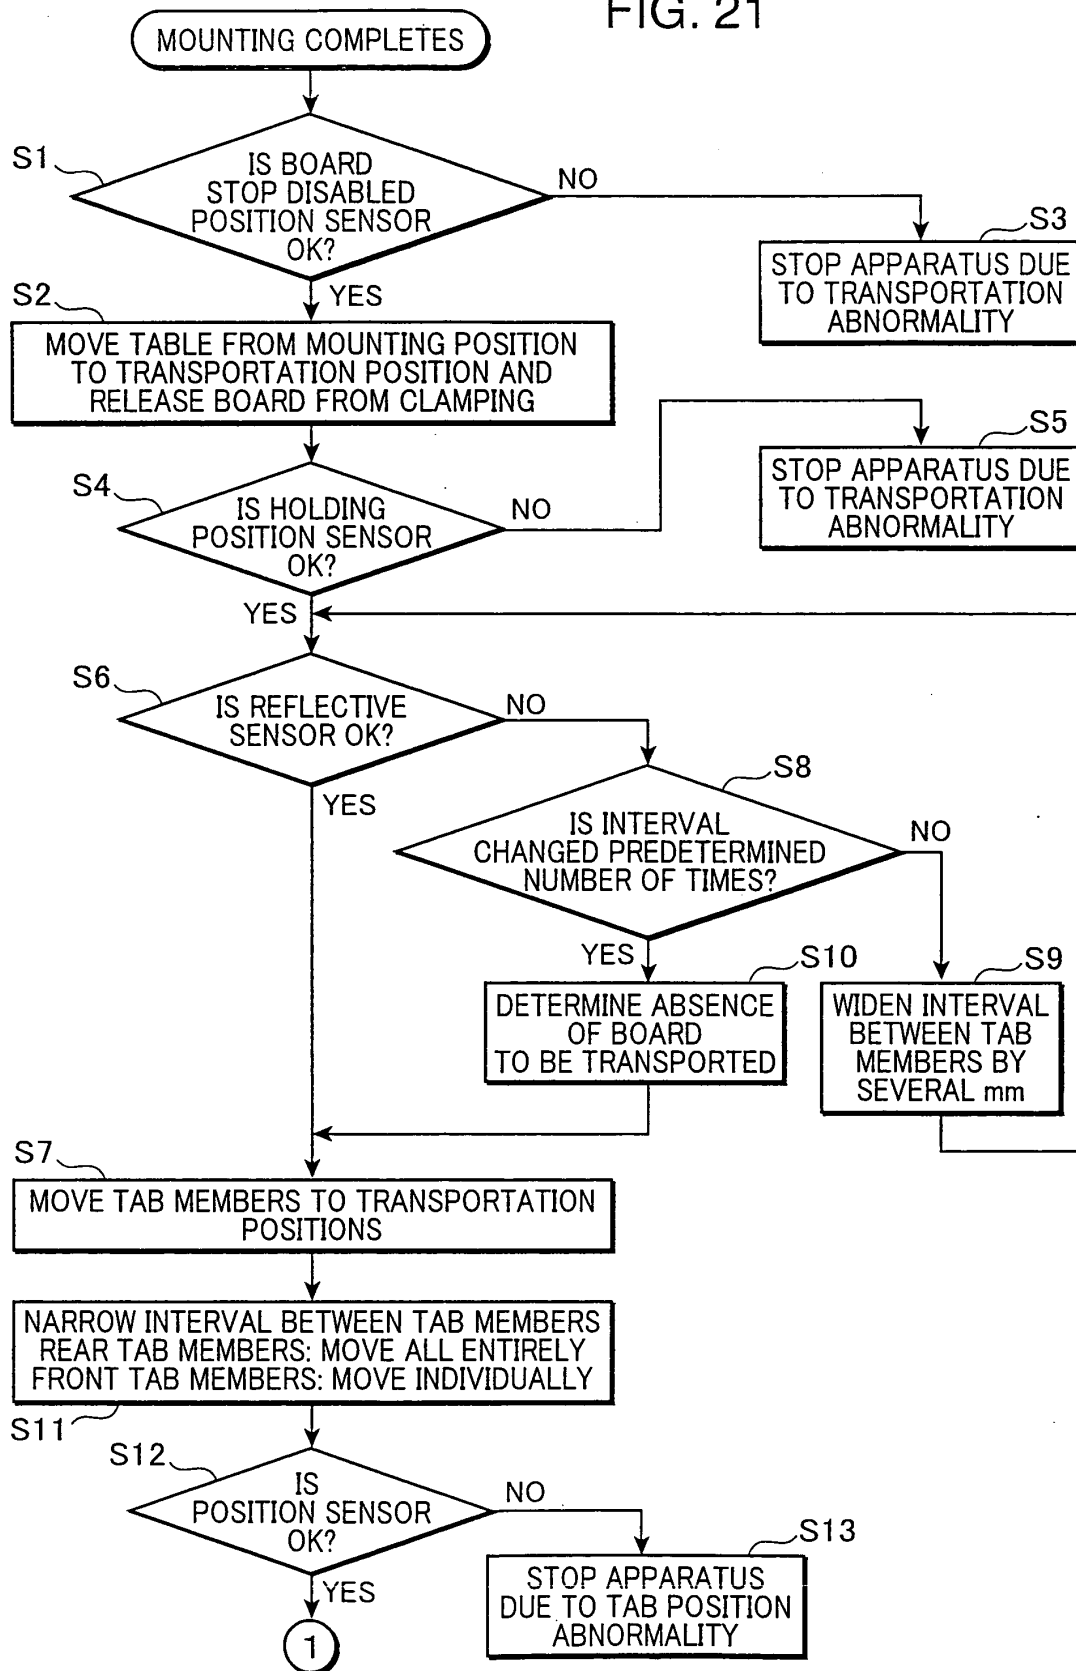 FIG. 21
MOUNTING COMPLETES
S1
IS BOARD
STOP DISABLED
POSITION SENSOR
OK?
NO
S3
STOP APPARATUS DUE
TO TRANSPORTATION
ABNORMALITY
YES
S2
MOVE TABLE FROM MOUNTING POSITION
TO TRANSPORTATION POSITION AND
RELEASE BOARD FROM CLAMPING
S5
STOP APPARATUS DUE
TO TRANSPORTATION
ABNORMALITY
S4
IS HOLDING
POSITION SENSOR
OK?
NO
YES
S6
IS REFLECTIVE
SENSOR OK?
NO
YES
S8
IS INTERVAL
CHANGED PREDETERMINED
NUMBER OF TIMES?
NO
YES
S10
DETERMINE ABSENCE
OF BOARD
TO BE TRANSPORTED
S9
WIDEN INTERVAL
BETWEEN TAB
MEMBERS BY
SEVERAL mm
S7
MOVE TAB MEMBERS TO TRANSPORTATION
POSITIONS
NARROW INTERVAL BETWEEN TAB MEMBERS
REAR TAB MEMBERS: MOVE ALL ENTIRELY
FRONT TAB MEMBERS: MOVE INDIVIDUALLY
S11
S12
IS
POSITION SENSOR
OK?
NO
S13
STOP APPARATUS
DUE TO TAB POSITION
ABNORMALITY
YES
1